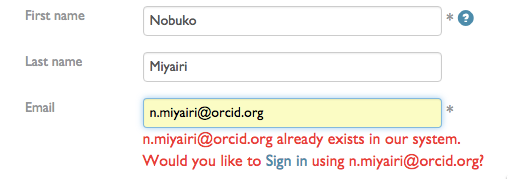 First name Nobuko * ?
Last name Miyairi
Email n.miyairi@orcid.org *
n.miyairi@orcid.org already exists in our system.
Would you like to Sign in using n.miyairi@orcid.org?